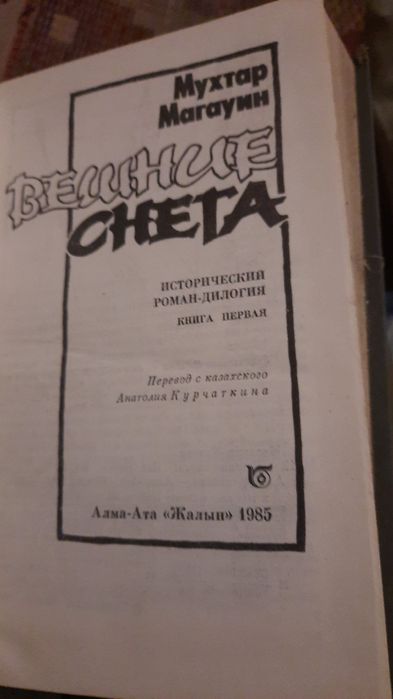 Мухтар
Магауин
ВЕШНИЕ
СНЕГА
ИСТОРИЧЕСКИЙ
РОМАН-ДИЛОГИЯ
КНИГА ПЕРВАЯ
Перевод с казахского
Анатолия Курчаткина
Алма-Ата «Жалын» 1985